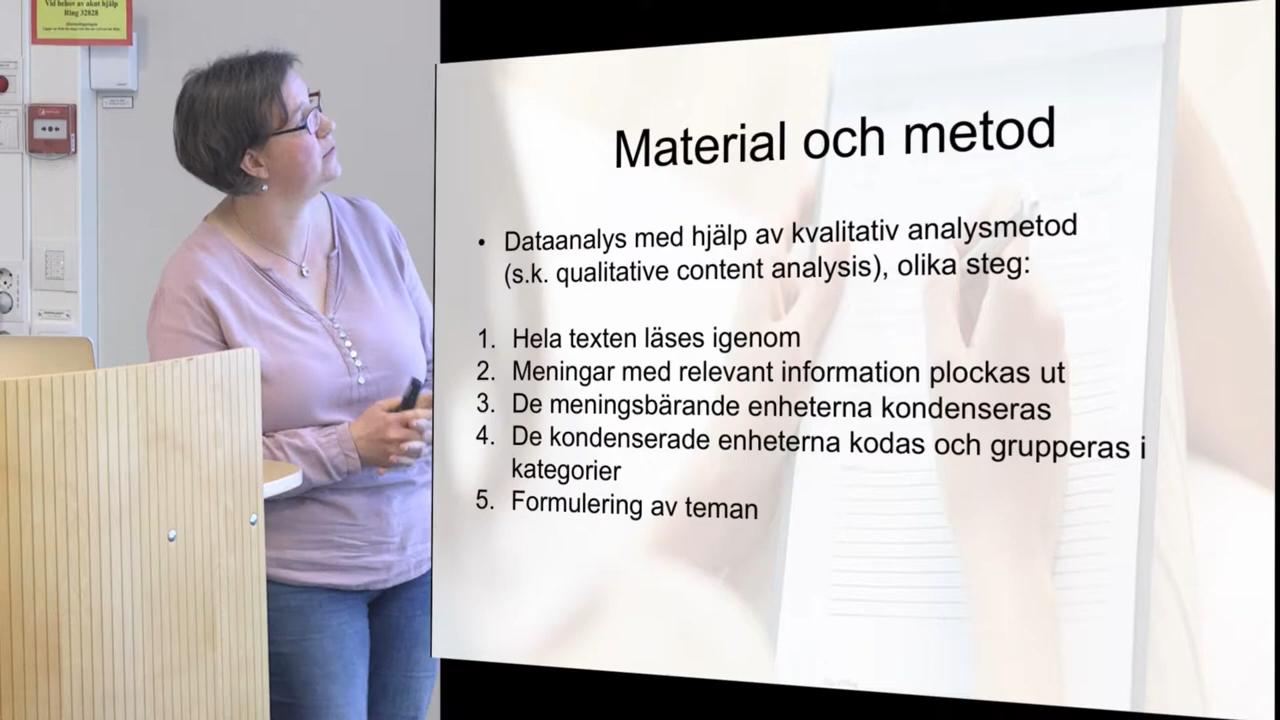 Vid behov av akut hjälp
Ring 32828
Material och metod
• Dataanalys med hjälp av kvalitativ analysmetod
(s.k. qualitative content analysis), olika steg:
1. Hela texten läses igenom
2. Meningar med relevant information plockas ut
3. De meningsbärande enheterna kondenseras
4. De kondenserade enheterna kodas och grupperas i
kategorier
5. Formulering av teman